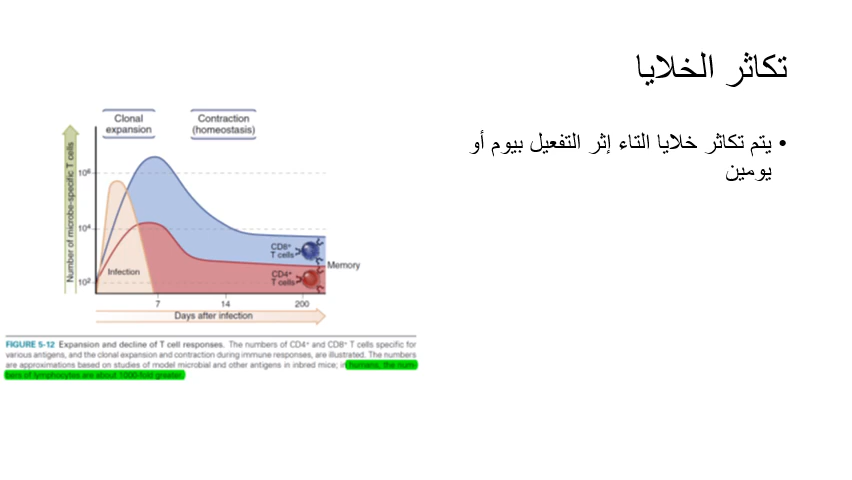 تكاثر الخلايا
• يتم تكاثر خلايا التاء إثر التفعيل بيوم أو
يومين
Clonal
expansion
Contraction
(homeostasis)
Number of microbe-specific T cells
10⁶
10⁴
10²
Infection
CD8⁺
T cells
CD4⁺
T cells
Memory
7
14
200
Days after infection
FIGURE 5-12 Expansion and decline of T cell responses. The numbers of CD4⁺ and CD8⁺ T cells specific for
various antigens, and the clonal expansion and contraction during immune responses, are illustrated. The numbers
are approximations based on studies of model microbial and other antigens in inbred mice; in humans, the num-
bers of lymphocytes are about 1000-fold greater.